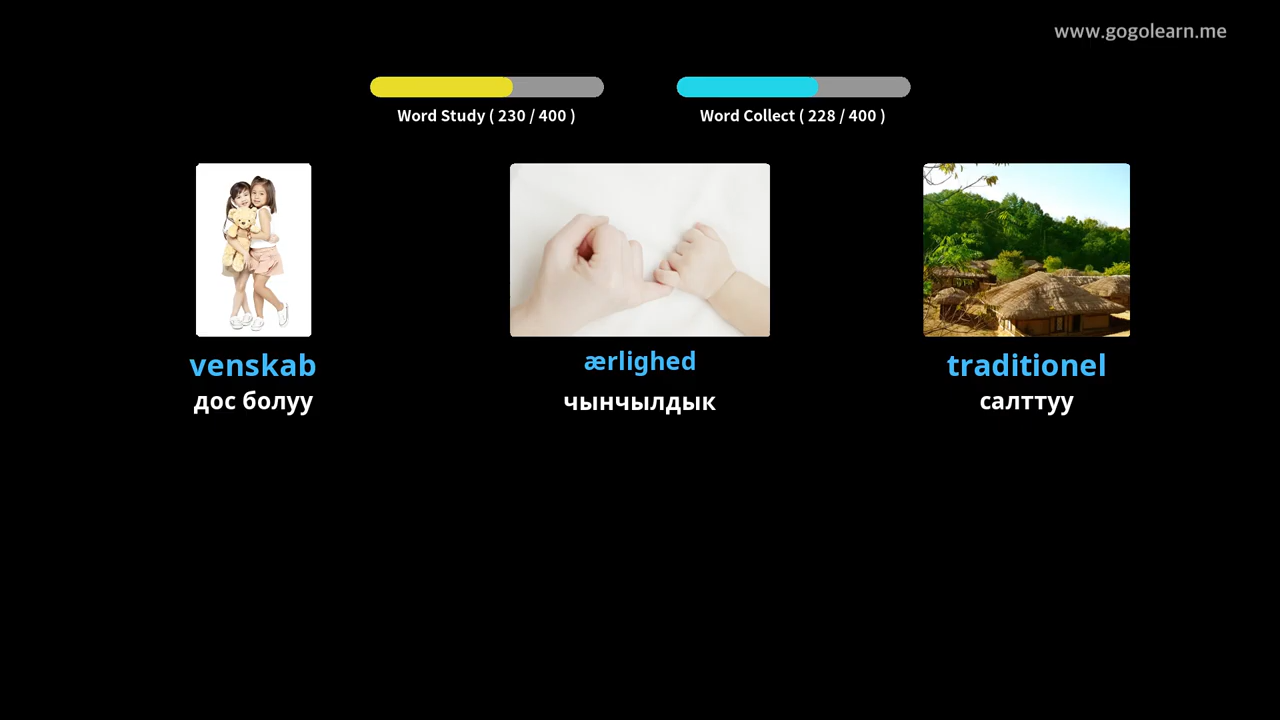 www.gogolearn.me
Word Study ( 230 / 400 )
Word Collect ( 228 / 400 )
venskab
ærlighed
traditionel
дос болуу
чынчылдык
салттуу